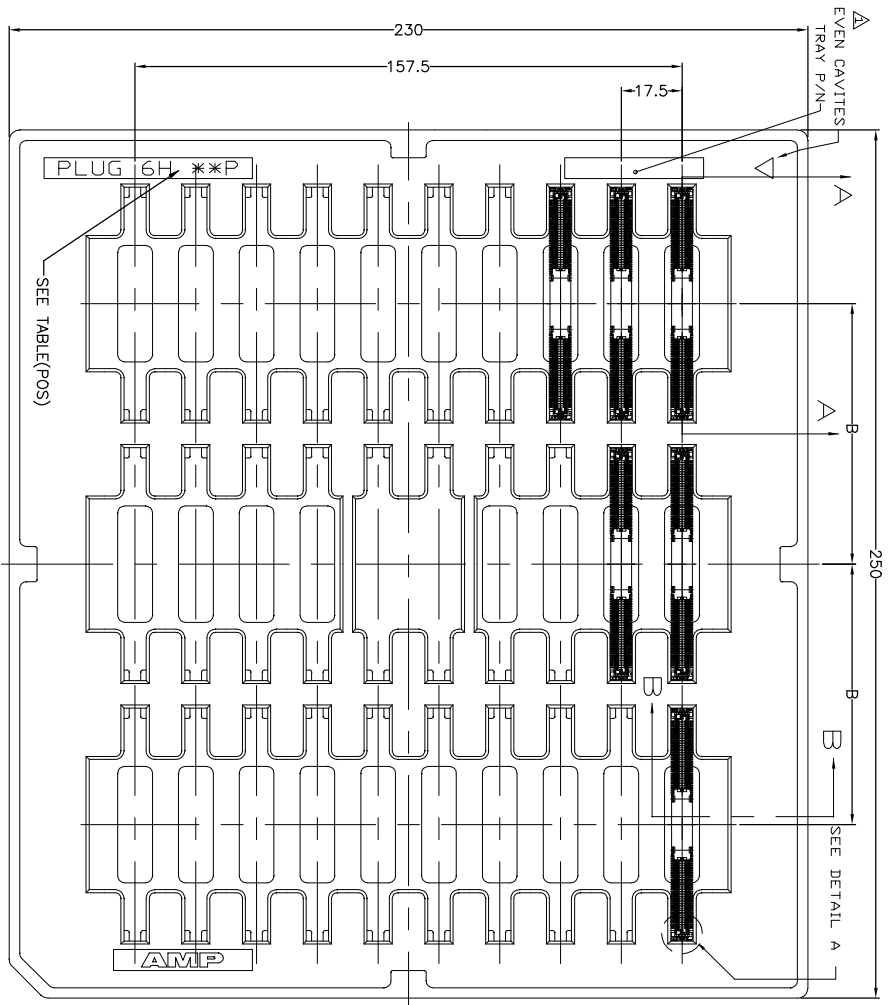 230
157.5
17.5
1
EVEN CAVITES
TRAY P/N
PLUG 6H **P
SEE TABLE(POS)
A
A
B
250
B
B
B
SEE DETAIL A
AMP